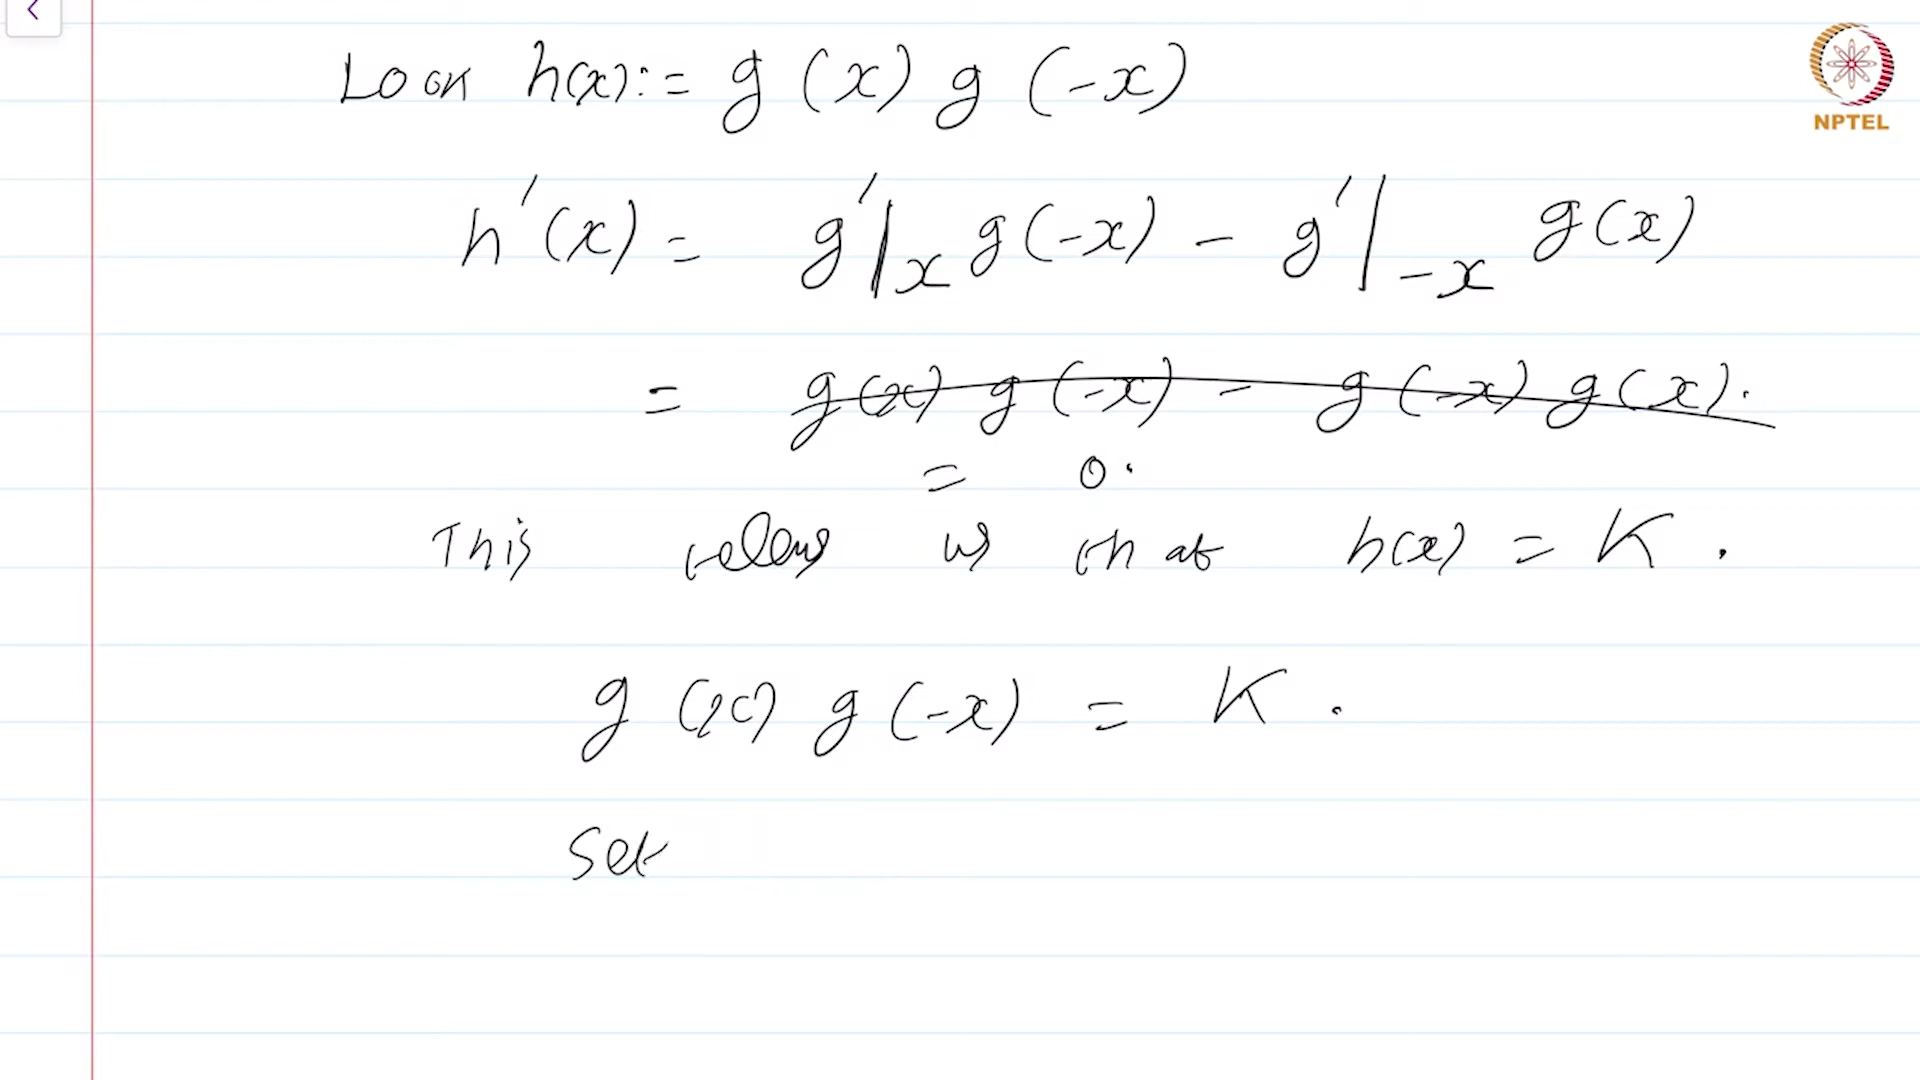 Look h(x) := g(x) g(-x)
NPTEL
h'(x) = g'|x g(-x) - g'|-x g(x)
= g(x) g(-x) - g(-x) g(x).
= 0.
This tells us that h(x) = K.
g(x) g(-x) = K.
Set